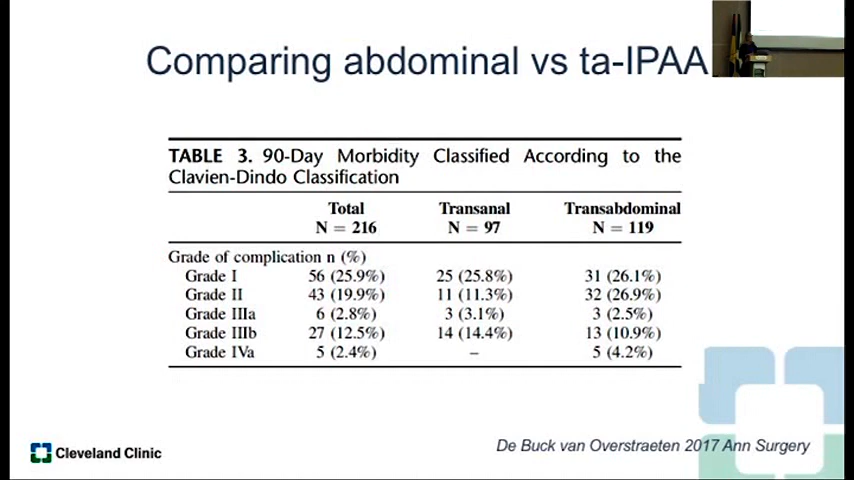 Comparing abdominal vs ta-IPAA
TABLE 3. 90-Day Morbidity Classified According to the
Clavien-Dindo Classification
Total Transanal Transabdominal
N = 216 N = 97 N = 119
Grade of complication n (%)
Grade I 56 (25.9%) 25 (25.8%) 31 (26.1%)
Grade II 43 (19.9%) 11 (11.3%) 32 (26.9%)
Grade IIIa 6 (2.8%) 3 (3.1%) 3 (2.5%)
Grade IIIb 27 (12.5%) 14 (14.4%) 13 (10.9%)
Grade IVa 5 (2.4%) – 5 (4.2%)
Cleveland Clinic
De Buck van Overstraeten 2017 Ann Surgery